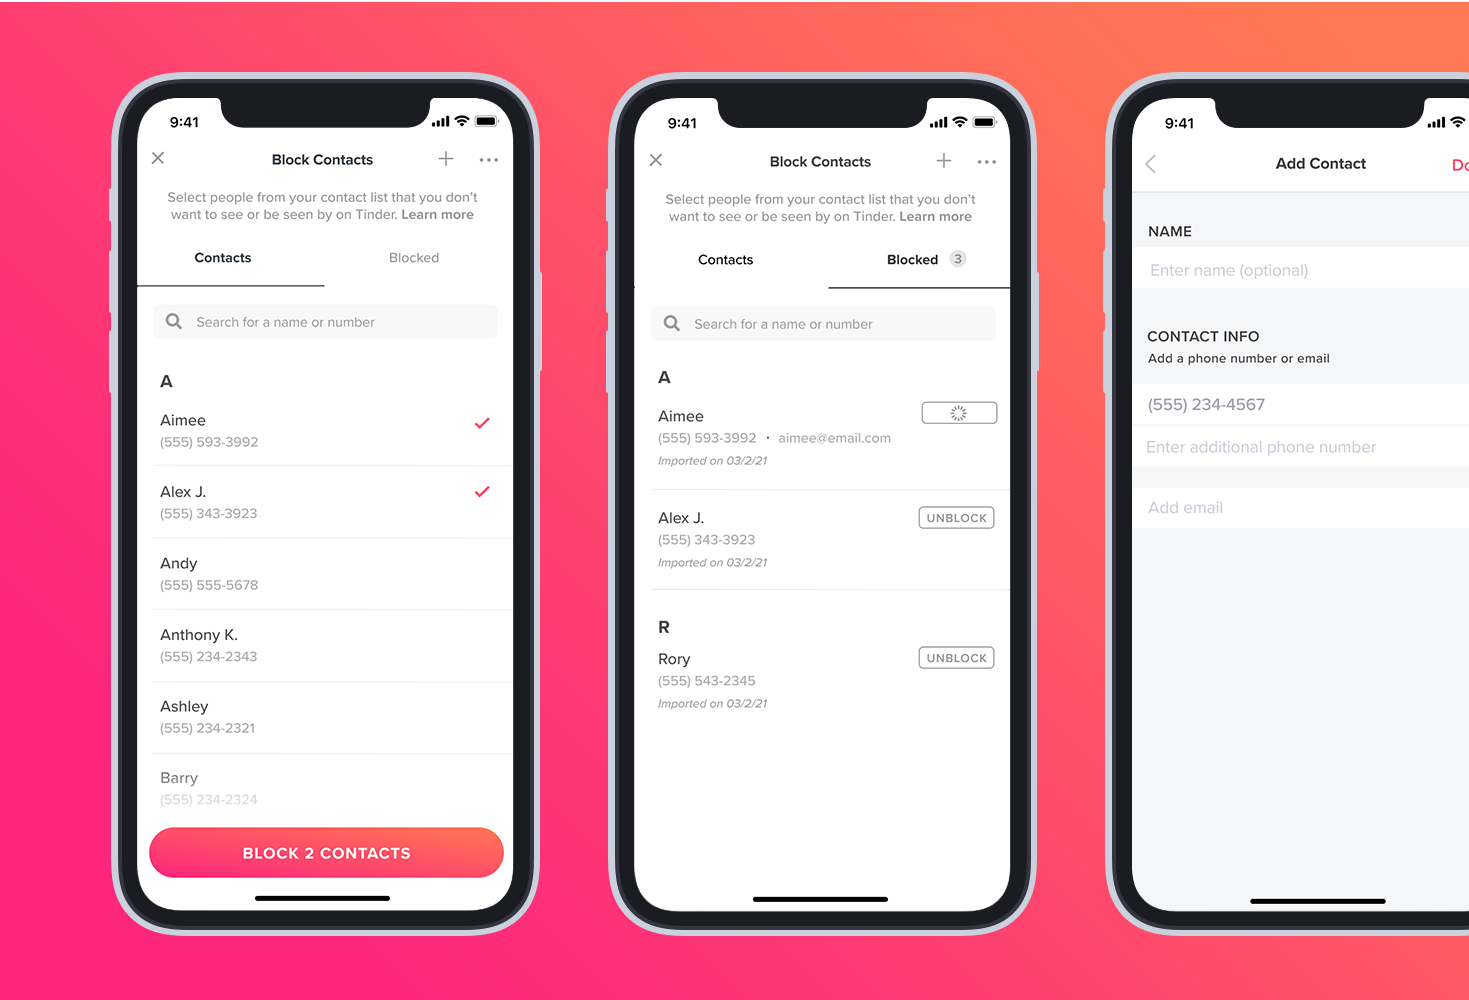 9:41
Block Contacts
Select people from your contact list that you don't
want to see or be seen by on Tinder. Learn more
Contacts
Blocked
Search for a name or number
A
Aimee
(555) 593-3992
Alex J.
(555) 343-3923
Andy
(555) 555-5678
Anthony K.
(555) 234-2343
Ashley
(555) 234-2321
Barry
(555) 234-2324
BLOCK 2 CONTACTS
9:41
Block Contacts
Select people from your contact list that you don't
want to see or be seen by on Tinder. Learn more
Contacts
Blocked 3
Search for a name or number
A
Aimee
(555) 593-3992 · aimee@email.com
Imported on 03/2/21
Alex J.
UNBLOCK
(555) 343-3923
Imported on 03/2/21
R
Rory
UNBLOCK
(555) 543-2345
Imported on 03/2/21
9:41
Add Contact
Do
NAME
Enter name (optional)
CONTACT INFO
Add a phone number or email
(555) 234-4567
Enter additional phone number
Add email